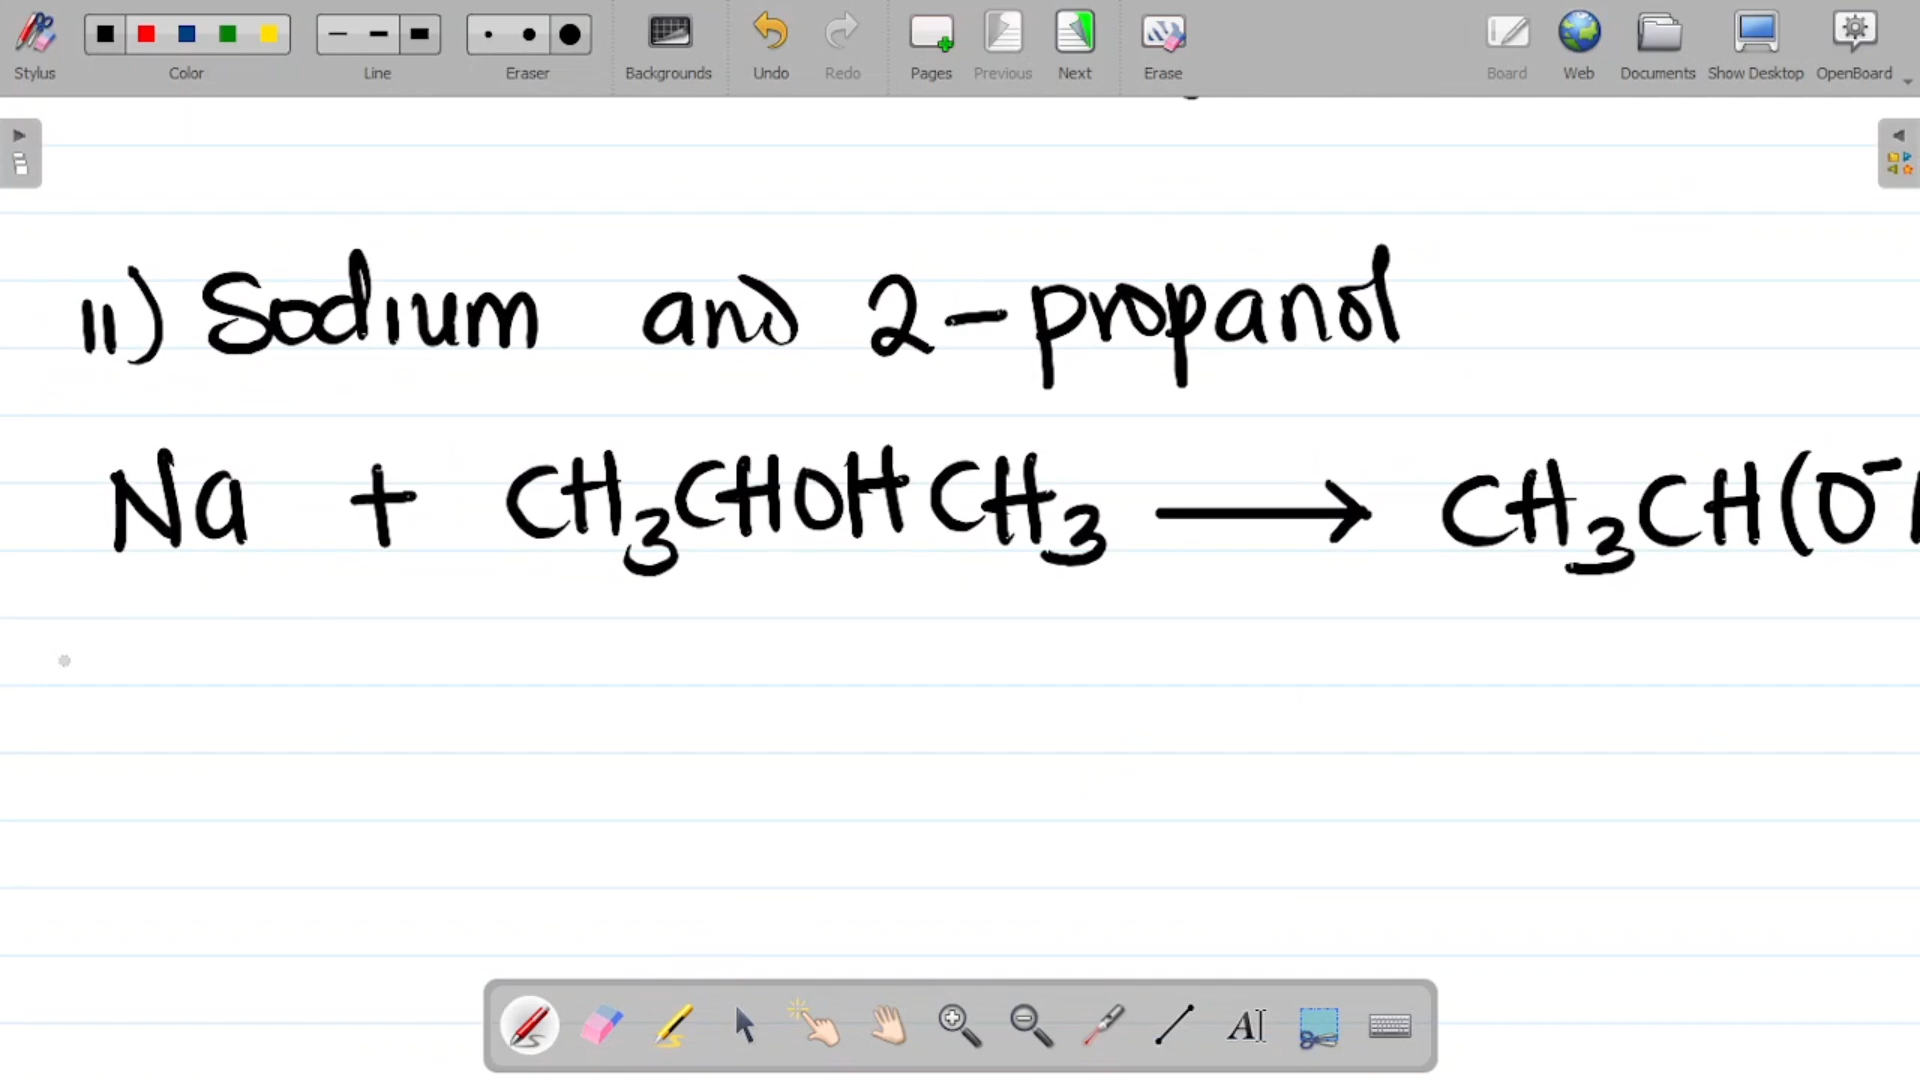 Stylus Color Line Eraser Backgrounds Undo Redo Pages Previous Next Erase Board Web Documents Show Desktop OpenBoard
11) Sodium and 2-propanol
Na + CH₃CHOHCH₃ ⟶ CH₃CH(O⁻